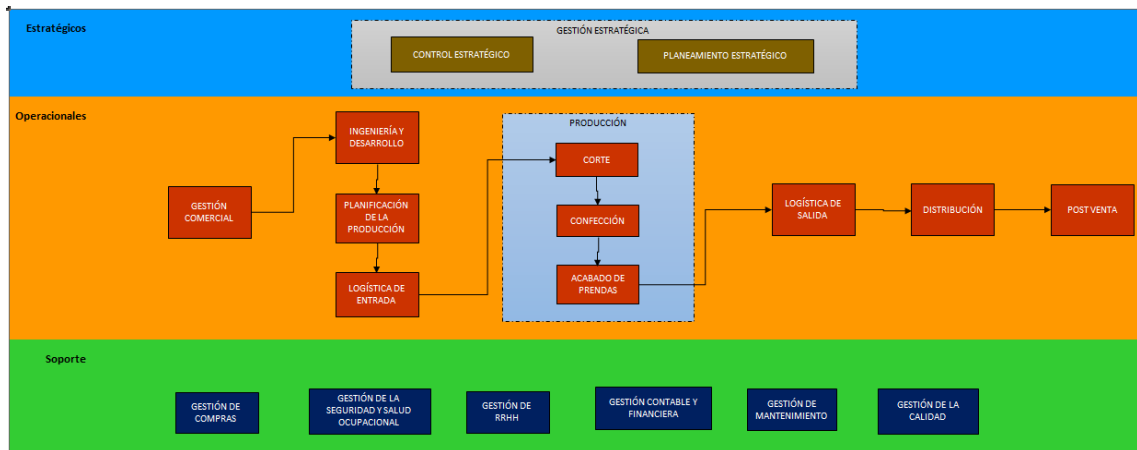 Estratégicos
GESTIÓN ESTRATÉGICA
CONTROL ESTRATÉGICO
PLANEAMIENTO ESTRATÉGICO
Operacionales
GESTIÓN
COMERCIAL
INGENIERÍA Y
DESARROLLO
PLANIFICACIÓN
DE LA
PRODUCCIÓN
LOGÍSTICA DE
ENTRADA
PRODUCCIÓN
CORTE
CONFECCIÓN
ACABADO DE
PRENDAS
LOGÍSTICA DE
SALIDA
DISTRIBUCIÓN
POST VENTA
Soporte
GESTIÓN DE
COMPRAS
GESTIÓN DE LA
SEGURIDAD Y SALUD
OCUPACIONAL
GESTIÓN DE
RRHH
GESTIÓN CONTABLE Y
FINANCIERA
GESTIÓN DE
MANTENIMIENTO
GESTIÓN DE LA
CALIDAD